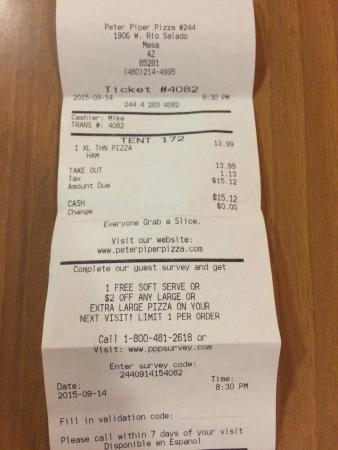 Peter Piper Pizza #244
1906 W. Rio Salado
Mesa
AZ
85281
(480)214-4995
Ticket #4082
2015-09-14 8:30 PM
244 4 283 4082
Cashier: Mike
TRANS #: 4082
TENT 172
1 XL THN PIZZA 13.99
HAM
TAKE OUT 13.99
Tax 1.13
Amount Due $15.12
CASH $15.12
Change $0.00
Everyone Grab a Slice.
Visit our website:
www.peterpiperpizza.com
Complete our guest survey and get
1 FREE SOFT SERVE OR
$2 OFF ANY LARGE OR
EXTRA LARGE PIZZA ON YOUR
NEXT VISIT! LIMIT 1 PER ORDER
Call 1-800-481-2618 or
Visit: www.pppsurvey.com
Enter survey code:
2440914154082
Date: Time:
2015-09-14 8:30 PM
Fill in validation code:
Please call within 7 days of your visit
Disponible en Espanol